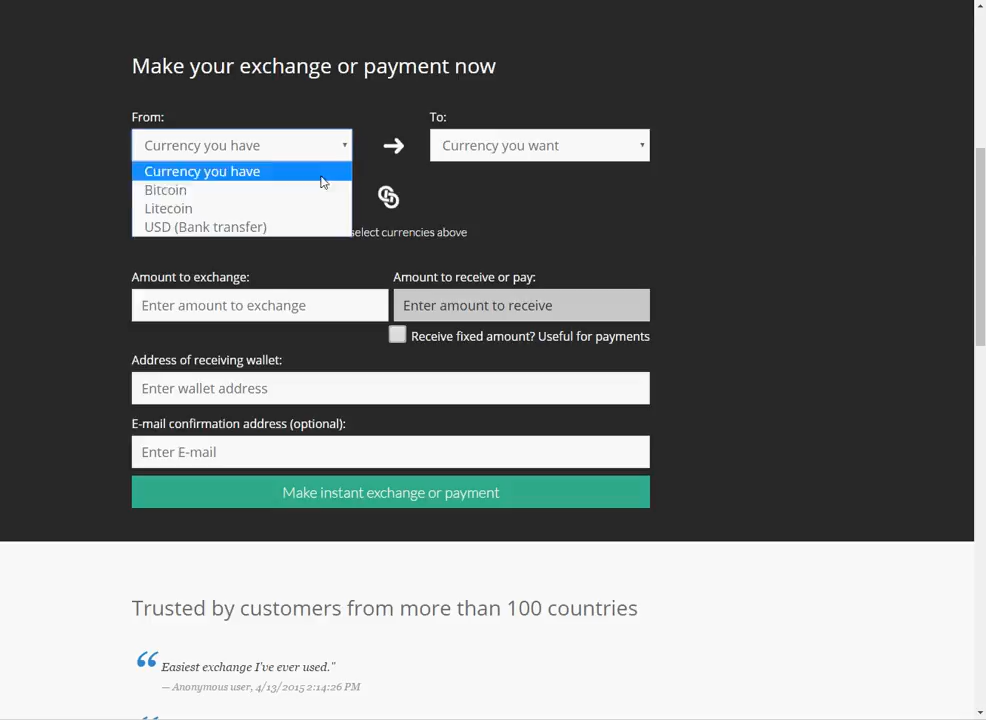 Make your exchange or payment now
From:
To:
Currency you have
Currency you want
Currency you have
Bitcoin
Litecoin
USD (Bank transfer)
select currencies above
Amount to exchange:
Amount to receive or pay:
Enter amount to exchange
Enter amount to receive
Receive fixed amount? Useful for payments
Address of receiving wallet:
Enter wallet address
E-mail confirmation address (optional):
Enter E-mail
Make instant exchange or payment
Trusted by customers from more than 100 countries
“ Easiest exchange I've ever used."
— Anonymous user, 4/13/2015 2:14:26 PM